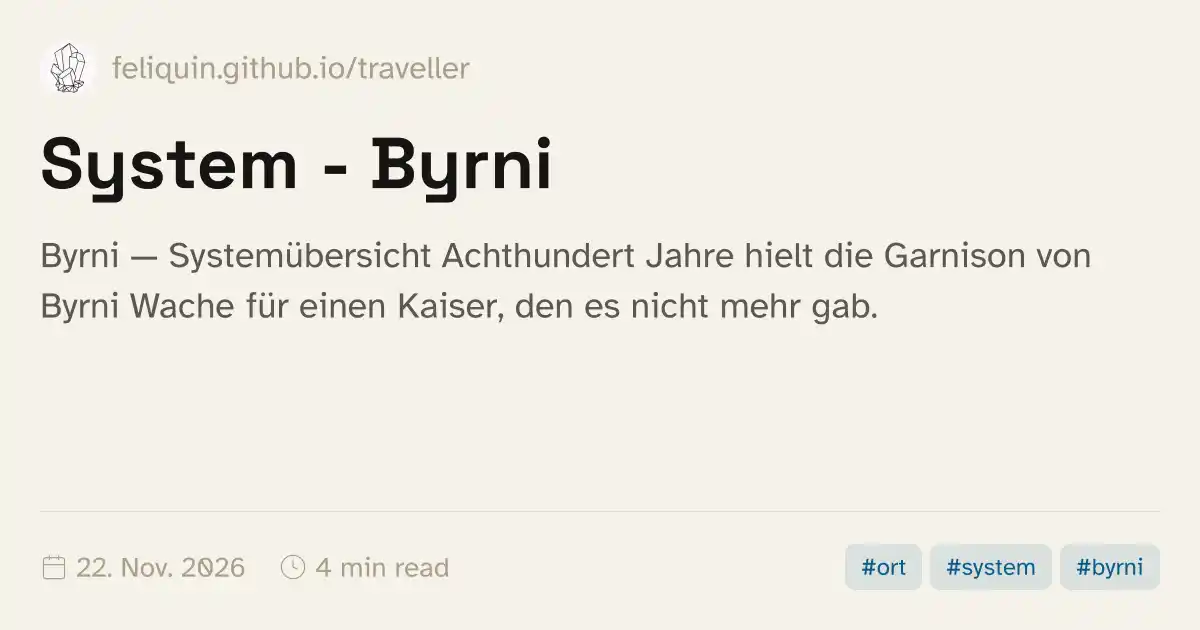 feliquin.github.io/traveller
System - Byrni
Byrni — Systemübersicht Achthundert Jahre hielt die Garnison von
Byrni Wache für einen Kaiser, den es nicht mehr gab.
22. Nov. 2026 4 min read #ort #system #byrni